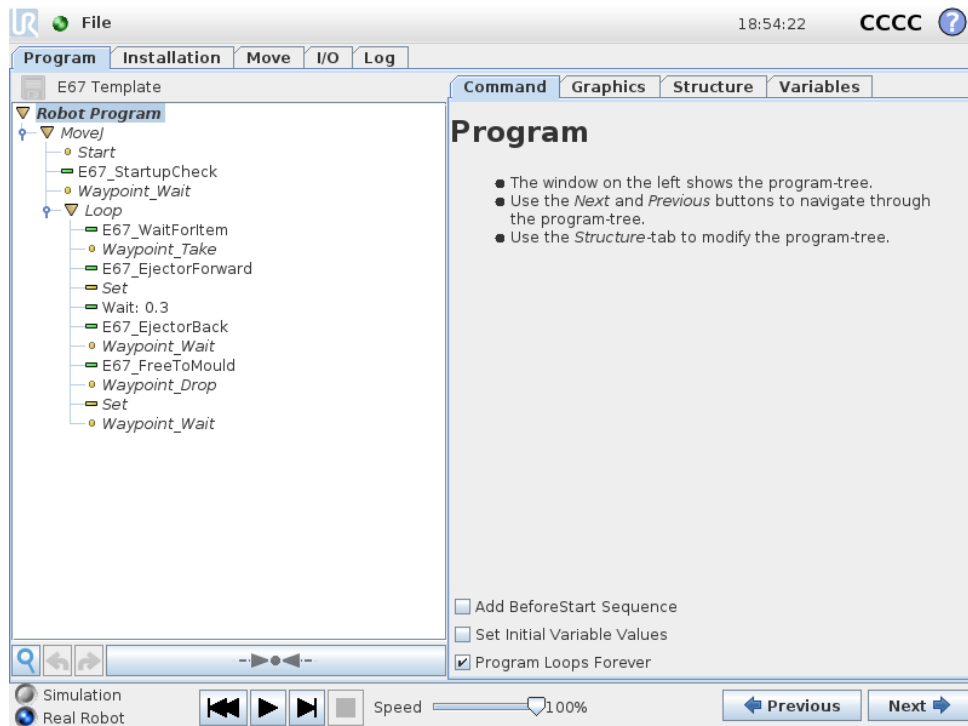 UR File 18:54:22 CCCC ?
Program Installation Move I/O Log
E67 Template
Command Graphics Structure Variables
Robot Program
MoveJ
Start
E67_StartupCheck
Waypoint_Wait
Loop
E67_WaitForItem
Waypoint_Take
E67_EjectorForward
Set
Wait: 0.3
E67_EjectorBack
Waypoint_Wait
E67_FreeToMould
Waypoint_Drop
Set
Waypoint_Wait
Program
The window on the left shows the program-tree.
Use the Next and Previous buttons to navigate through
the program-tree.
Use the Structure-tab to modify the program-tree.
Add BeforeStart Sequence
Set Initial Variable Values
Program Loops Forever
Simulation
Real Robot
Speed 100%
Previous Next